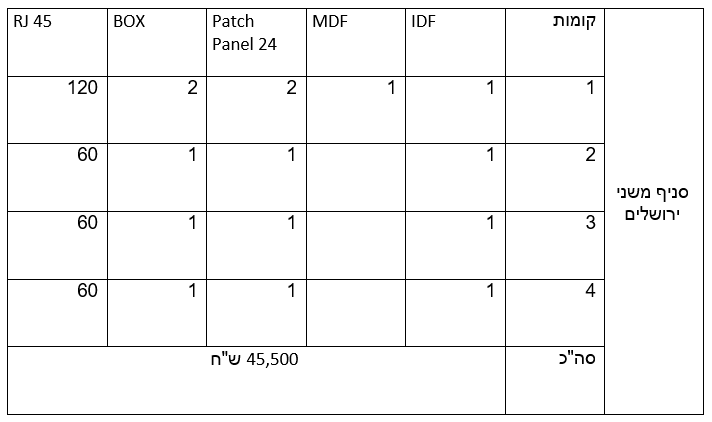 קומות IDF MDF Patch Panel 24 BOX RJ 45
סניף משני
ירושלים
1 1 1 2 2 120
2 1 1 1 60
3 1 1 1 60
4 1 1 1 60
סה"כ 45,500 ש"ח